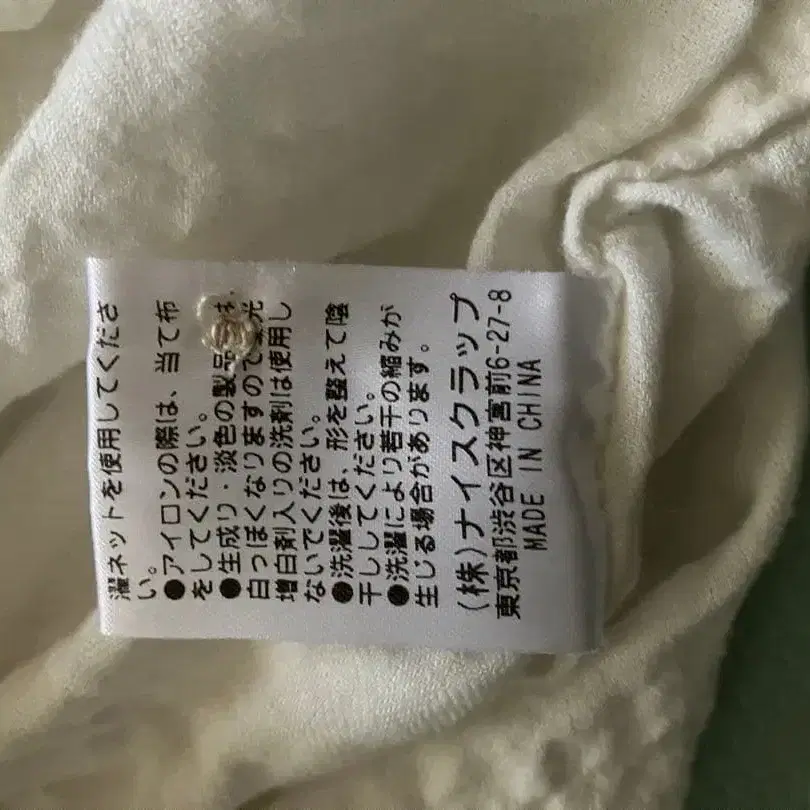 濯ネットを使用してくださ
い。
●アイロンの際は、当て布
をしてください。
●生成り・淡色の製品は、
白っぽくなりますので蛍光
増白剤入りの洗剤は使用し
ないでください。
●洗濯後は、形を整えて陰
干ししてください。
●洗濯により若干の縮みが
生じる場合があります。
(株)ナイスクラップ
東京都渋谷区神宮前6-27-8
MADE IN CHINA